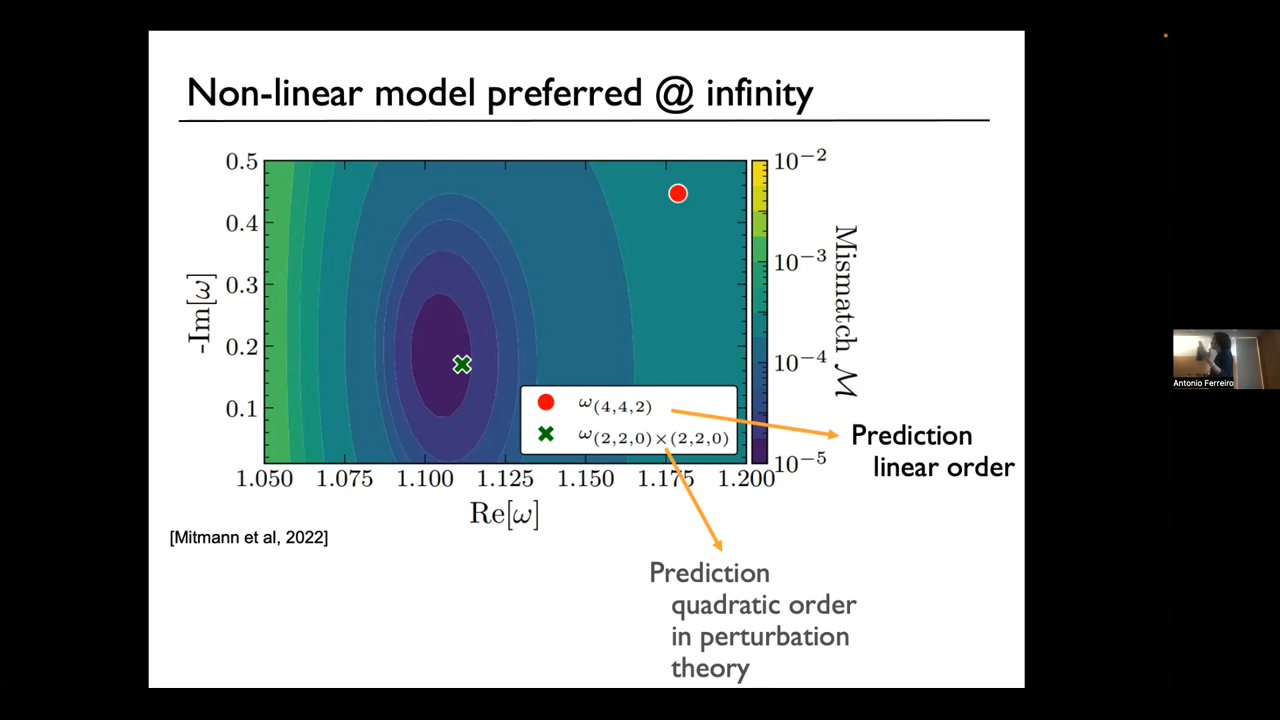 Non-linear model preferred @ infinity
0.5
0.4
0.3
0.2
0.1
-Im[ω]
1.050 1.075 1.100 1.125 1.150 1.175 1.200
Re[ω]
10⁻²
10⁻³
10⁻⁴
10⁻⁵
Mismatch ℳ
ω(4,4,2)
ω(2,2,0)×(2,2,0)
Prediction
linear order
[Mitmann et al, 2022]
Prediction
quadratic order
in perturbation
theory
Antonio Ferreiro